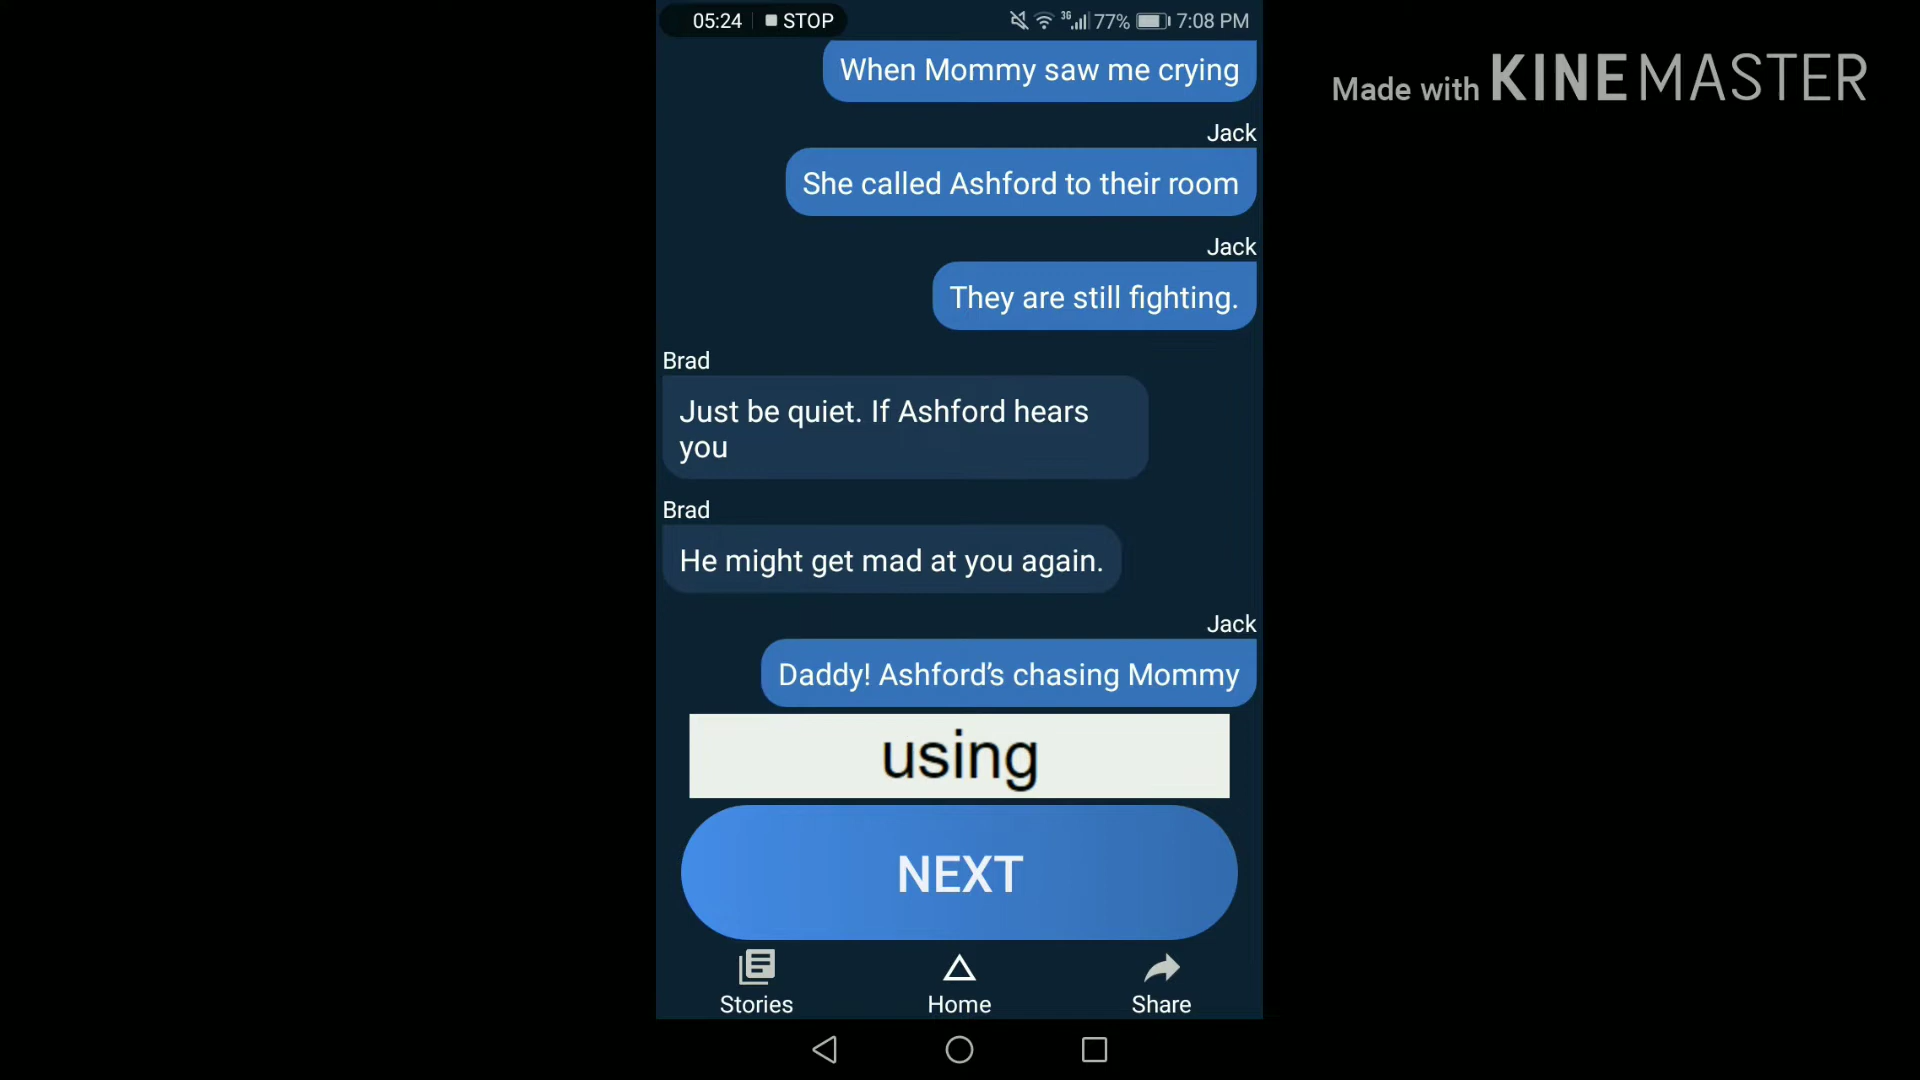 05:24 STOP 3G 77% 7:08 PM
Made with KINEMASTER
When Mommy saw me crying
Jack
She called Ashford to their room
Jack
They are still fighting.
Brad
Just be quiet. If Ashford hears
you
Brad
He might get mad at you again.
Jack
Daddy! Ashford’s chasing Mommy
using
NEXT
Stories Home Share